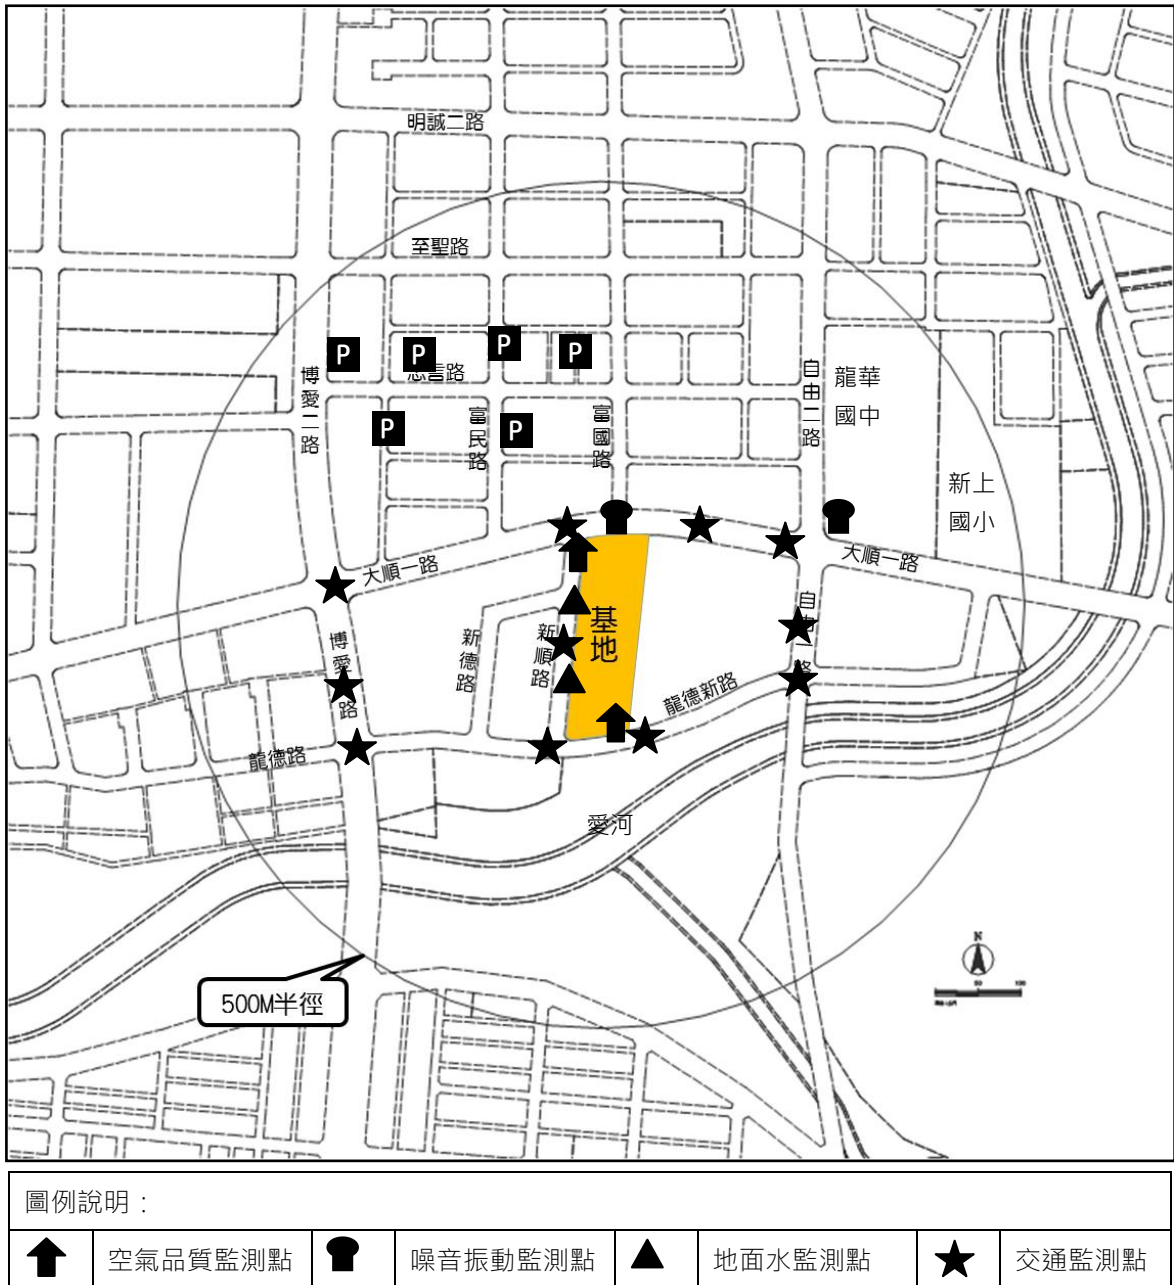 明誠二路
至聖路
P
P
P
P
忠言路
博愛二路
自由二路
龍華
國中
P
P
富民路
富國路
新上
國小
大順一路
大順一路
基地
博愛
路
新德路
新順路
自由
路
龍德新路
龍德路
愛河
N
50
100
500M半徑
圖例說明：
空氣品質監測點
噪音振動監測點
地面水監測點
交通監測點